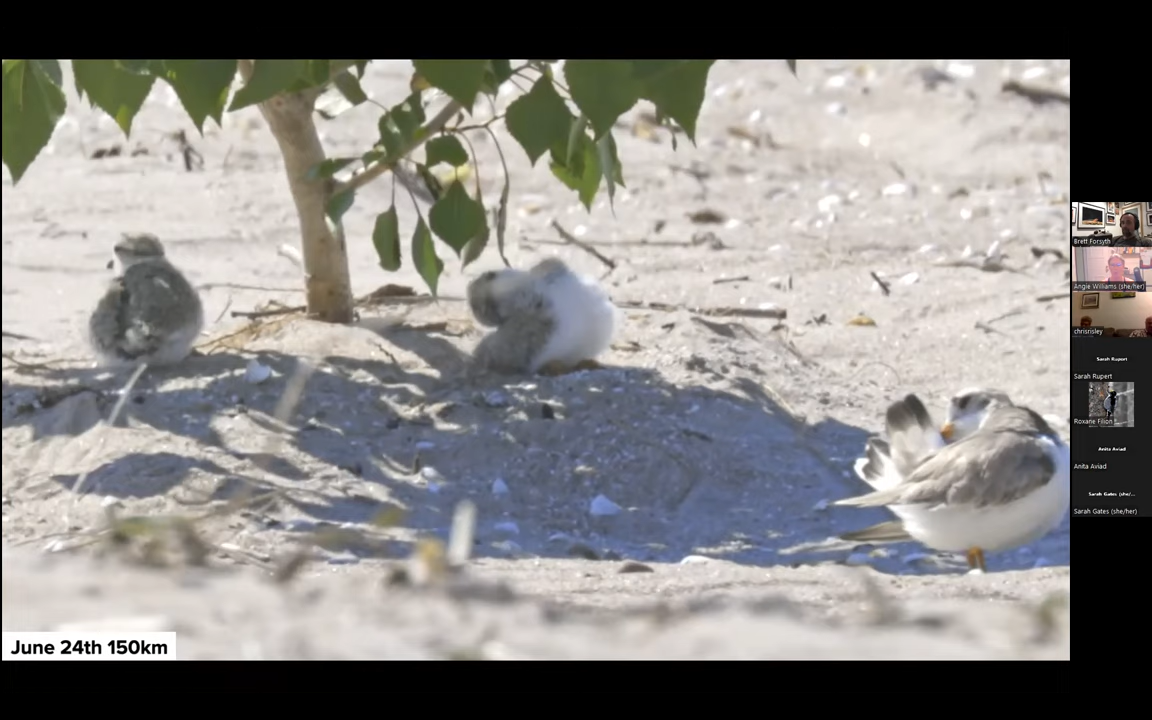 Brett Forsyth
Angie Williams (she/her)
chrisrisley
Sarah Rupert
Sarah Rupert
Roxane Filion
Anita Aviad
Anita Aviad
Sarah Gates (she/...
Sarah Gates (she/her)
June 24th 150km